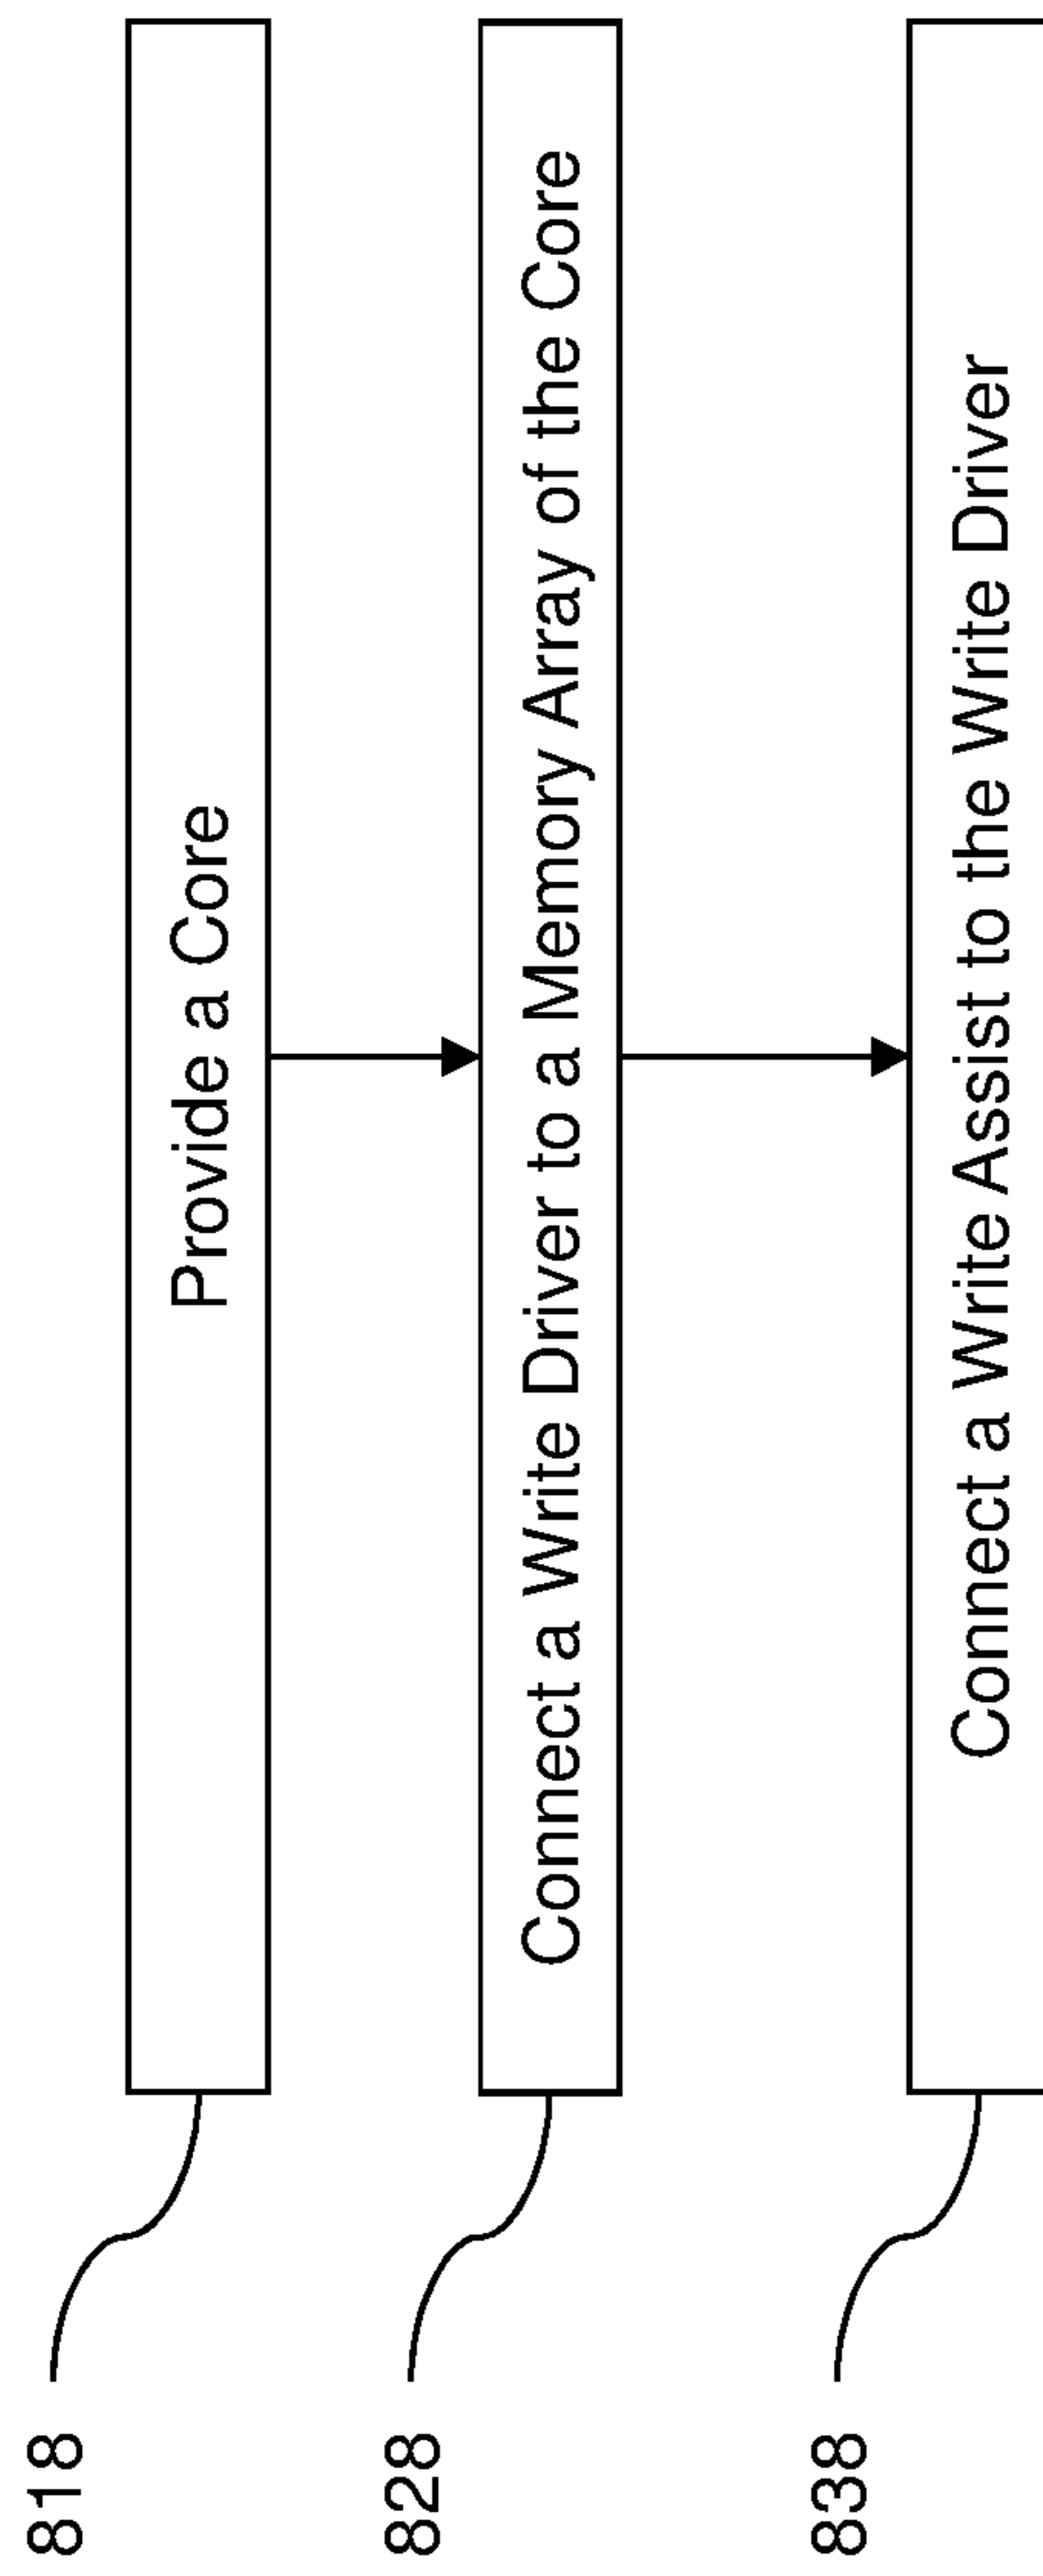 818
Provide a Core
828
Connect a Write Driver to a Memory Array of the Core
838
Connect a Write Assist to the Write Driver